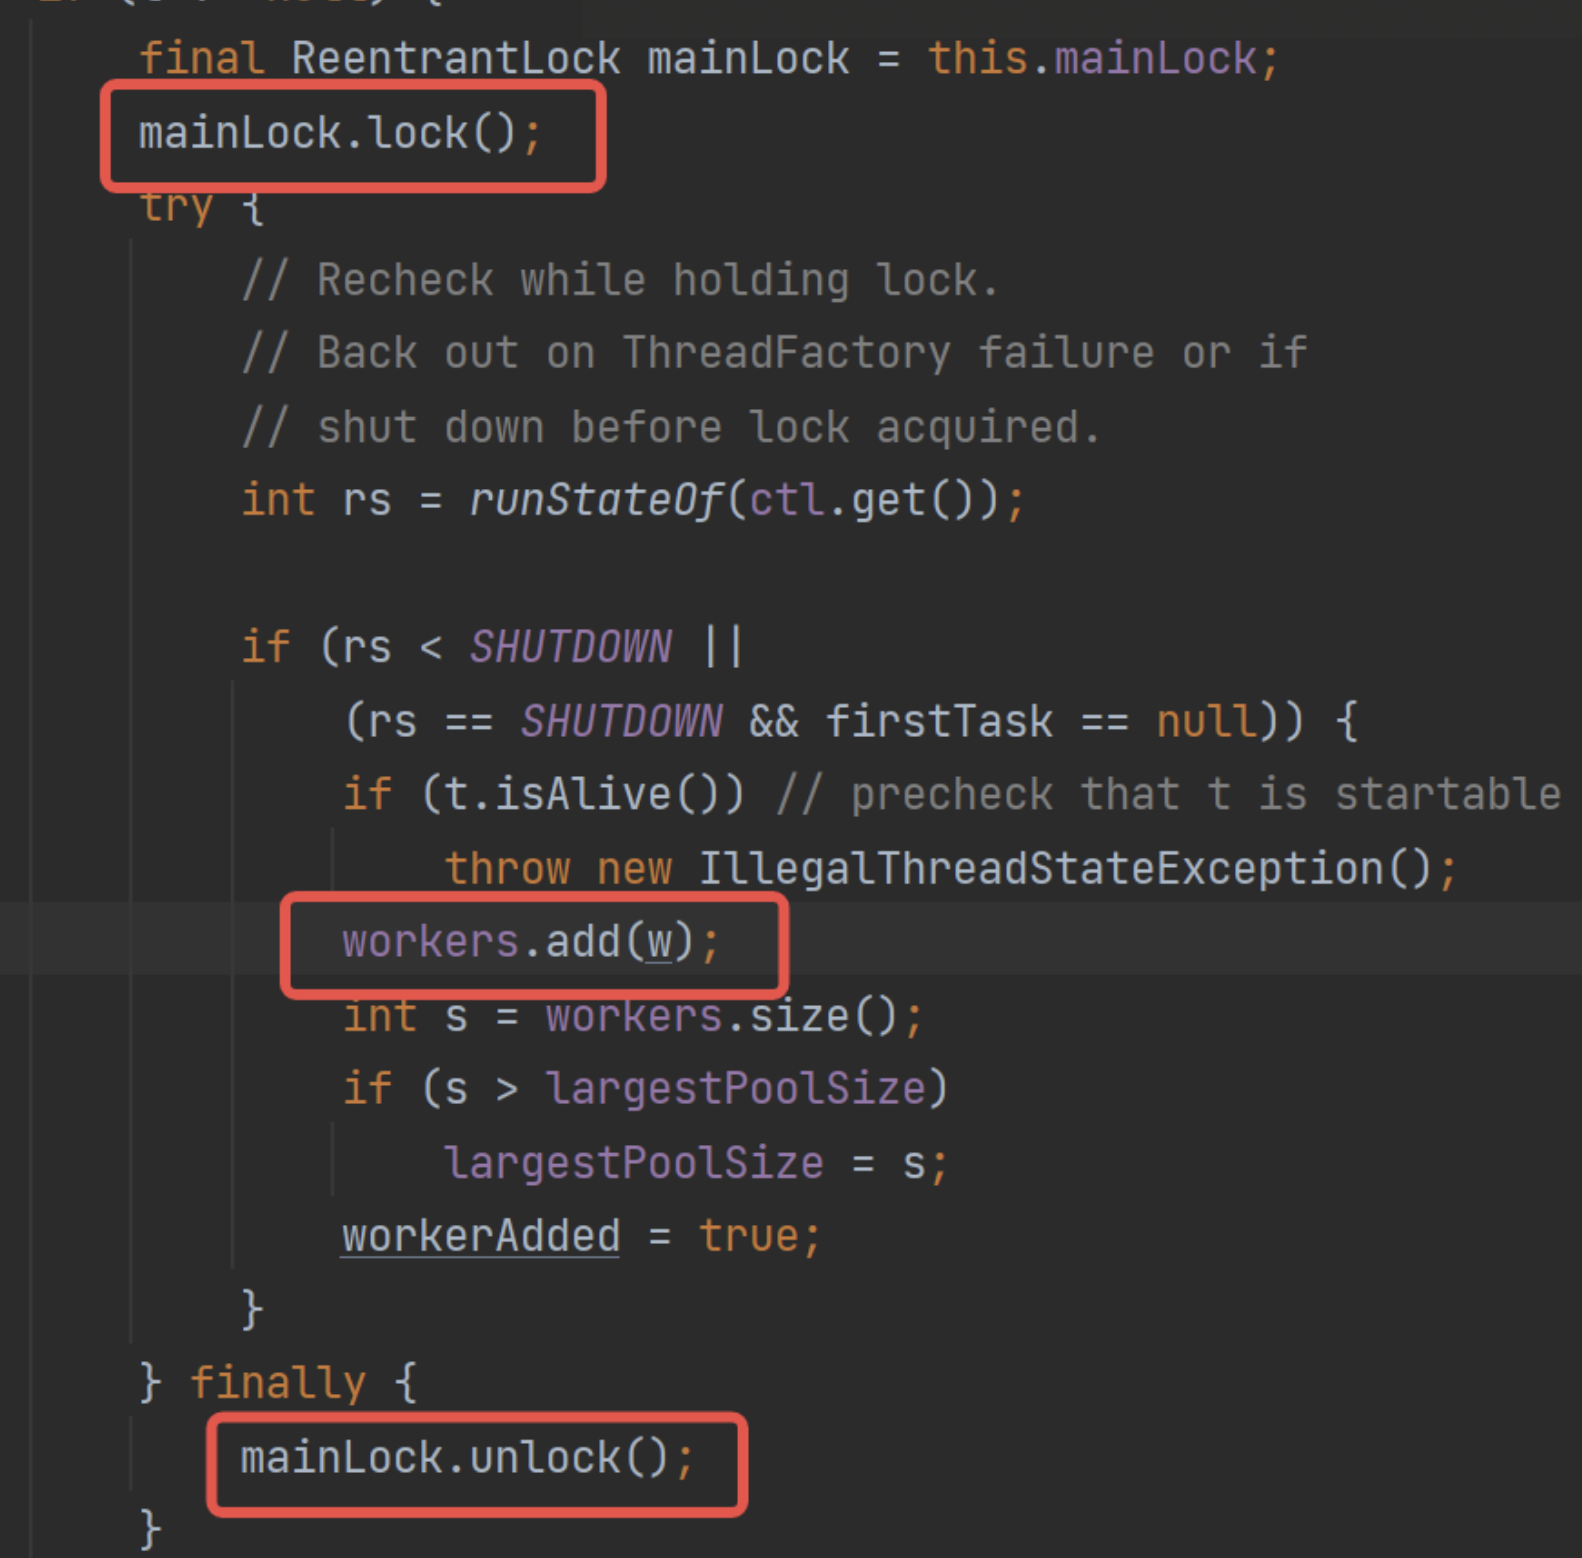 final ReentrantLock mainLock = this.mainLock;
mainLock.lock();
try {
// Recheck while holding lock.
// Back out on ThreadFactory failure or if
// shut down before lock acquired.
int rs = runStateOf(ctl.get());
if (rs < SHUTDOWN ||
(rs == SHUTDOWN && firstTask == null)) {
if (t.isAlive()) // precheck that t is startable
throw new IllegalThreadStateException();
workers.add(w);
int s = workers.size();
if (s > largestPoolSize)
largestPoolSize = s;
workerAdded = true;
}
} finally {
mainLock.unlock();
}